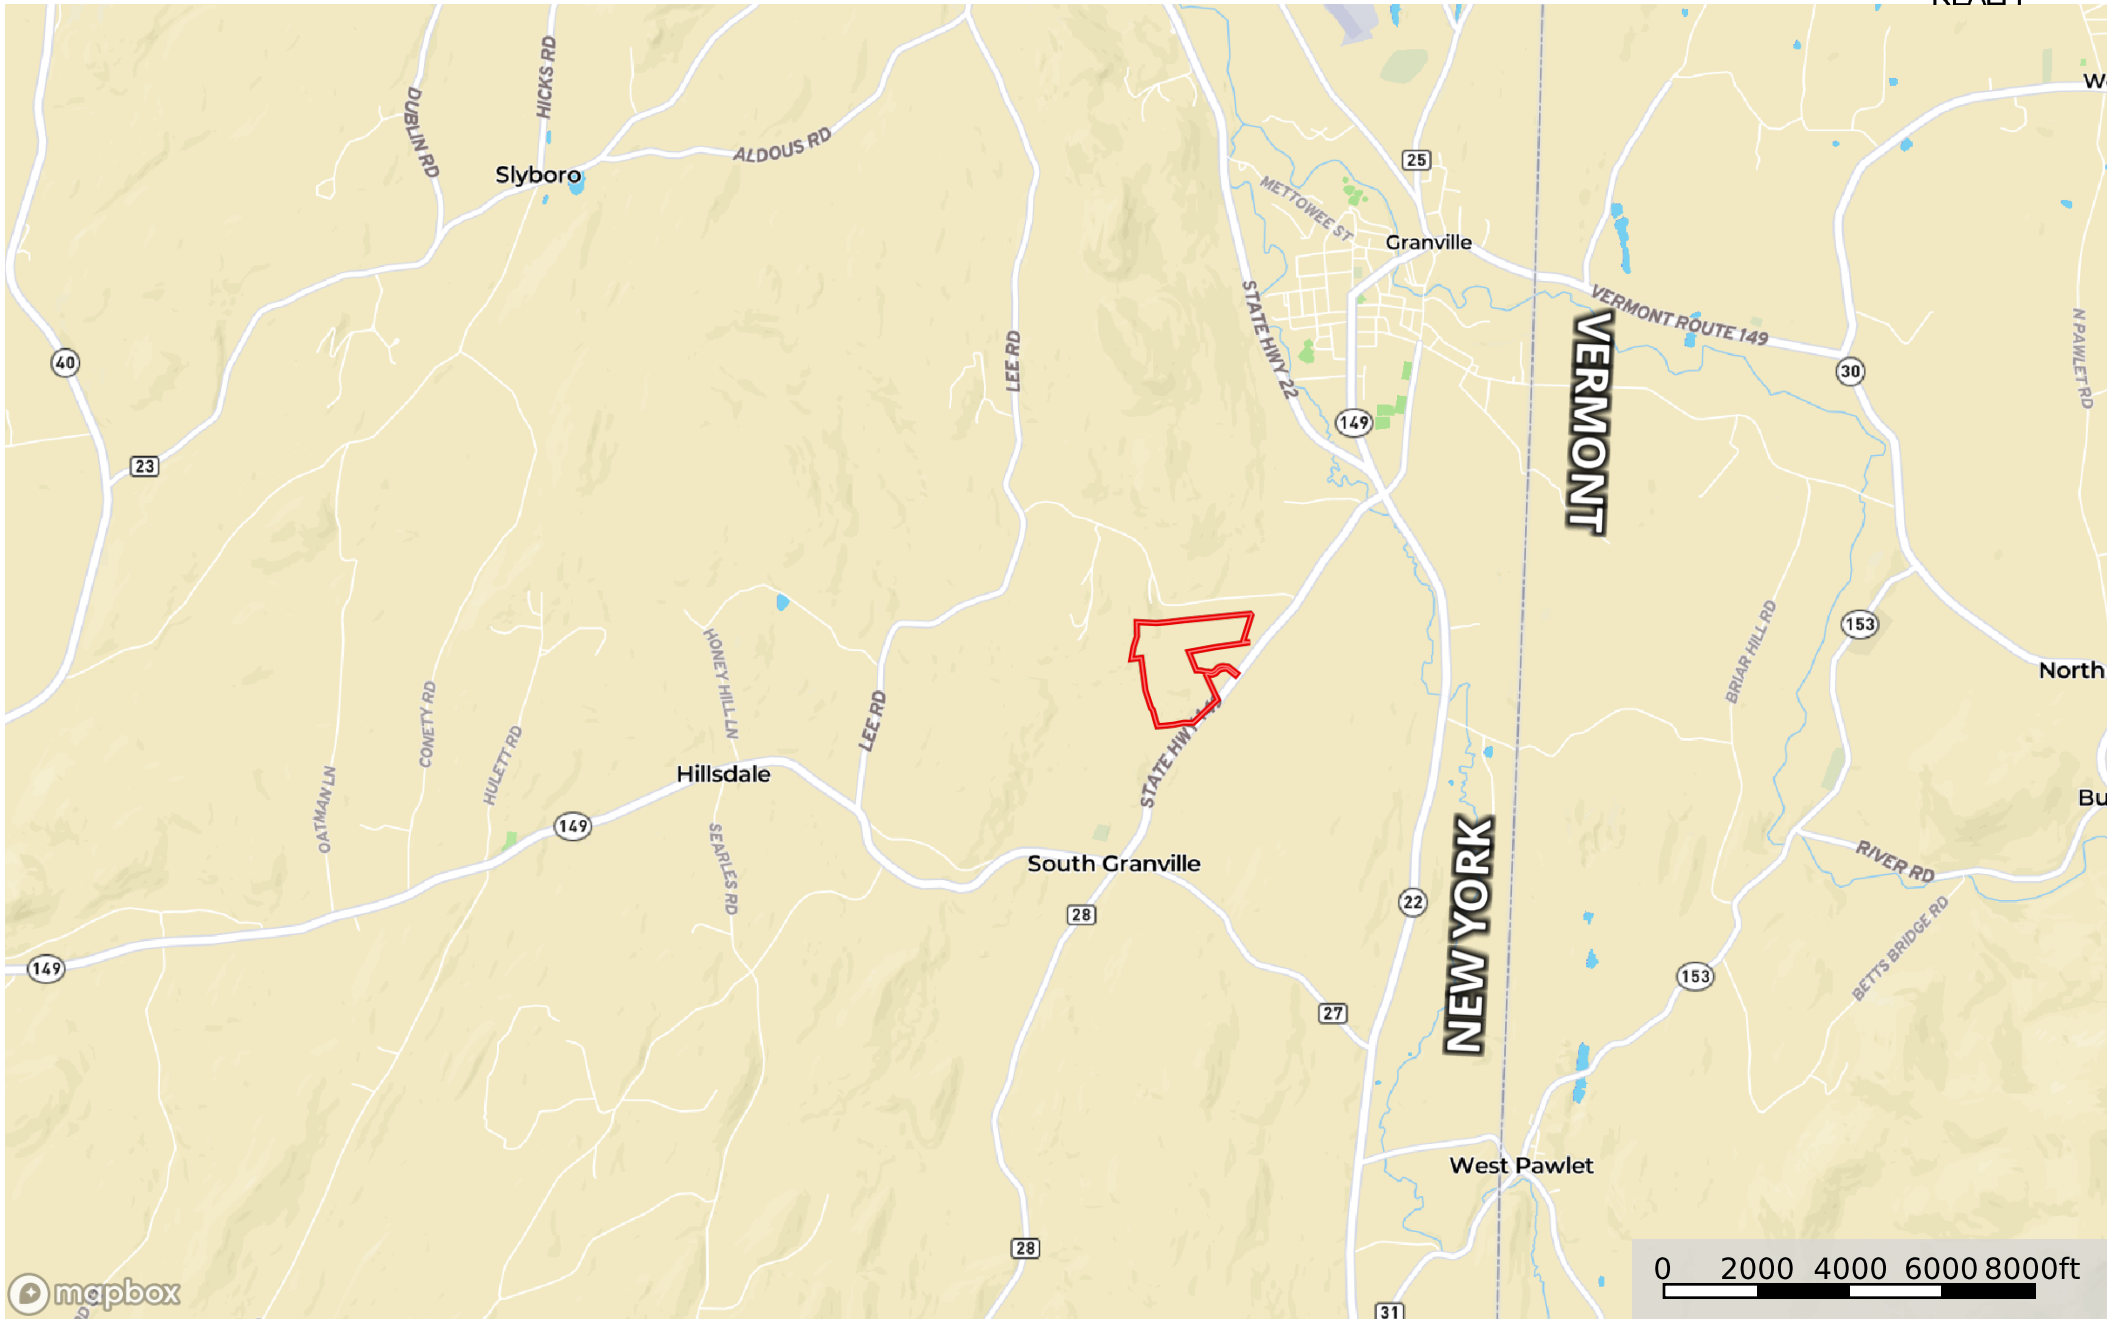 DUBLIN RD
HICKS RD
ALDOUS RD
Slyboro
25
METTOWEE ST
Granville
STATE HWY 22
VERMONT ROUTE 149
VERMONT
N PAWLET RD
40
LEE RD
30
149
23
HONEY HILL LN
BRIAR HILL RD
153
North
CONETY RD
HULETT RD
LEE RD
STATE HWY
Hillsdale
OATMAN LN
149
SEARLES RD
South Granville
RIVER RD
28
22
NEW YORK
BETTS BRIDGE RD
149
153
27
West Pawlet
28
31
0 2000 4000 6000 8000ft
mapbox